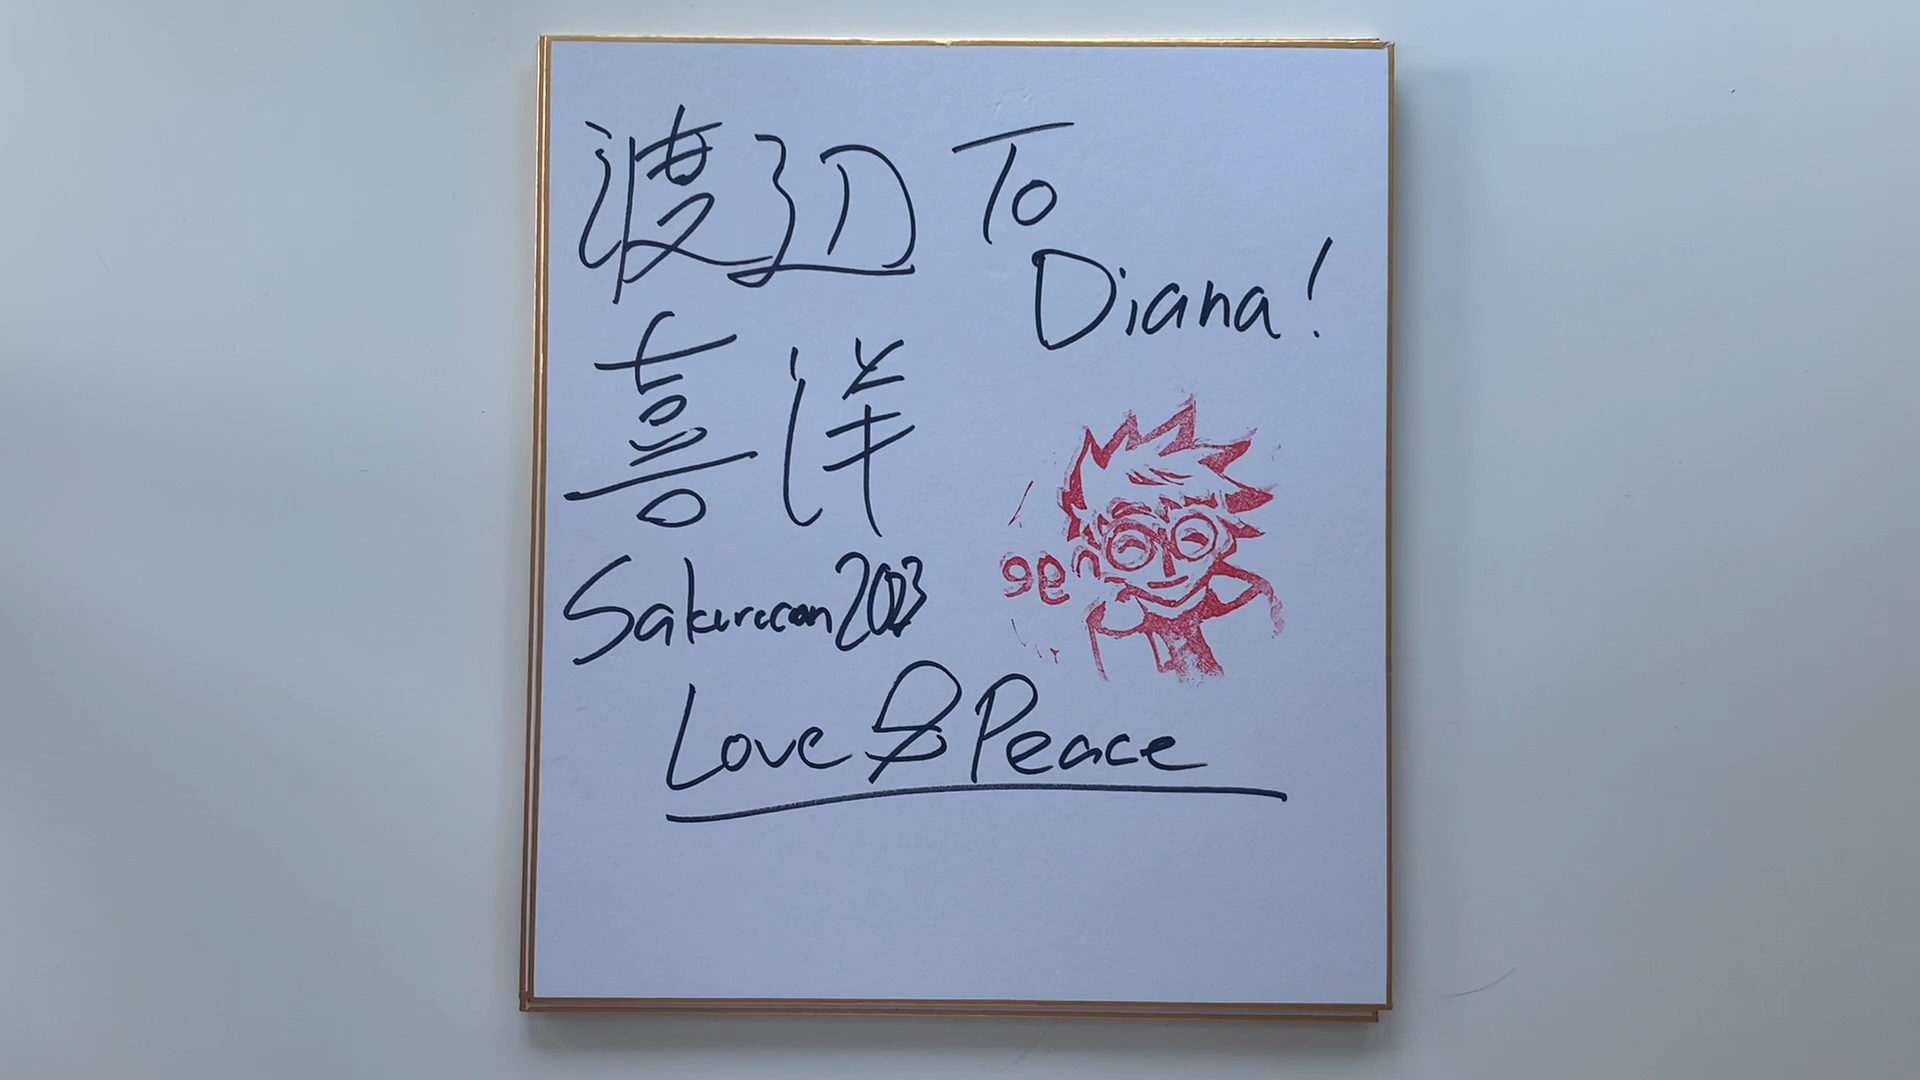 渡辺
喜洋
To
Diana!
gen
Sakuracon 2023
Love & Peace